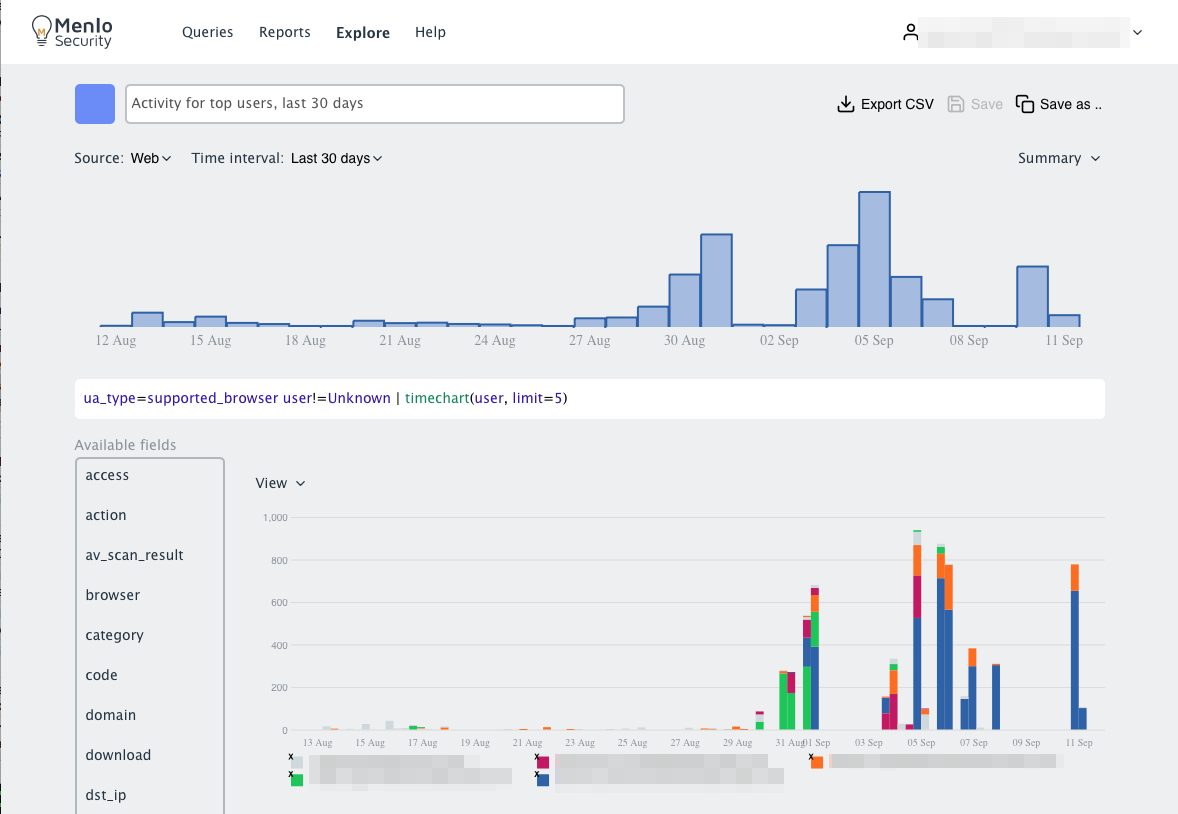 Menlo
Security
Queries Reports Explore Help
Activity for top users, last 30 days
Export CSV Save Save as ..
Source: Web Time interval: Last 30 days Summary
12 Aug 15 Aug 18 Aug 21 Aug 24 Aug 27 Aug 30 Aug 02 Sep 05 Sep 08 Sep 11 Sep
ua_type=supported_browser user!=Unknown | timechart(user, limit=5)
Available fields
access
action
av_scan_result
browser
category
code
domain
download
dst_ip
View
1,000
800
600
400
200
0
13 Aug 15 Aug 17 Aug 19 Aug 21 Aug 23 Aug 25 Aug 27 Aug 29 Aug 31 Aug 01 Sep 03 Sep 05 Sep 07 Sep 09 Sep 11 Sep
x x x
x x